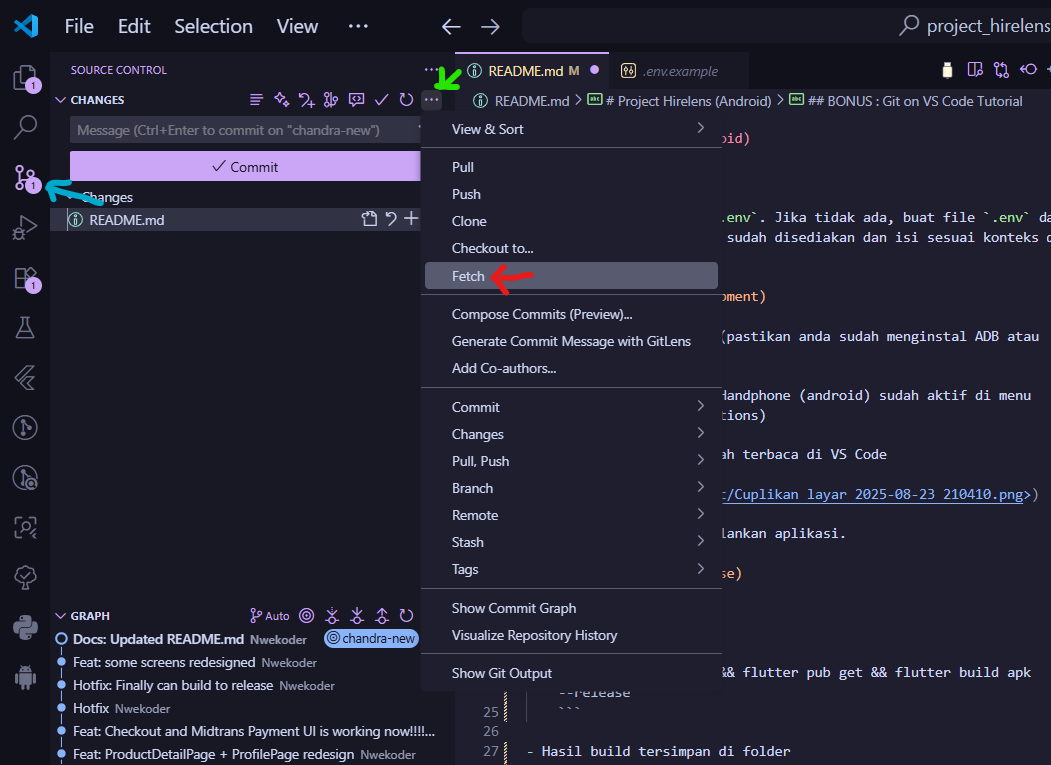 File Edit Selection View ··· project_hirelens
SOURCE CONTROL
CHANGES
Message (Ctrl+Enter to commit on "chandra-new")
Commit
Changes
README.md
1
1
1
README.md M
.env.example
README.md > # Project Hirelens (Android) > ## BONUS : Git on VS Code Tutorial
View & Sort
Pull
Push
Clone
Checkout to...
Fetch
Compose Commits (Preview)...
Generate Commit Message with GitLens
Add Co-authors...
Commit
Changes
Pull, Push
Branch
Remote
Stash
Tags
Show Commit Graph
Visualize Repository History
Show Git Output
oid)
.env`. Jika tidak ada, buat file `.env` da
sudah disediakan dan isi sesuai konteks d
pment)
(pastikan anda sudah menginstal ADB atau
Handphone (android) sudah aktif di menu
tions)
ah terbaca di VS Code
t/Cuplikan layar 2025-08-23 210410.png>)
lankan aplikasi.
se)
&& flutter pub get && flutter build apk
--release
25 ```
26
27 - Hasil build tersimpan di folder
GRAPH
Auto
Docs: Updated README.md Nwekoder chandra-new
Feat: some screens redesigned Nwekoder
Hotfix: Finally can build to release Nwekoder
Hotfix Nwekoder
Feat: Checkout and Midtrans Payment UI is working now!!!!...
Feat: ProductDetailPage + ProfilePage redesign Nwekoder